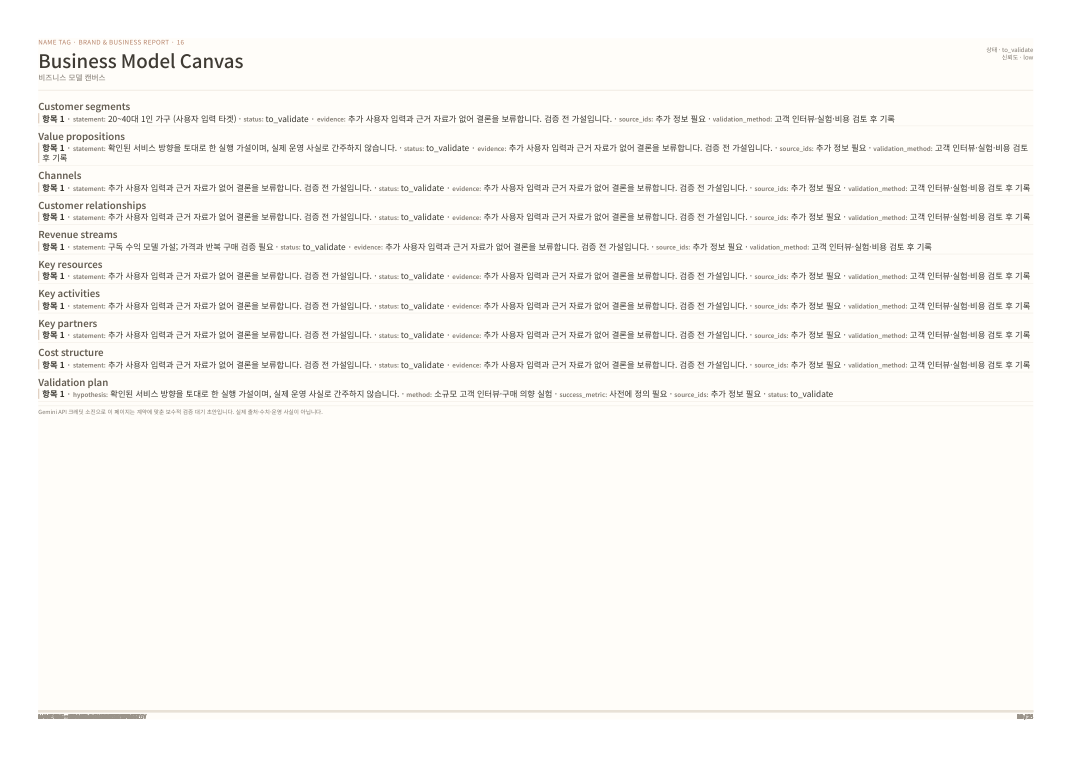 NAME TAG · BRAND & BUSINESS REPORT · 16
Business Model Canvas
비즈니스 모델 캔버스
상태 · to_validate
신뢰도 · low
Customer segments
항목 1 · statement: 20~40대 1인 가구 (사용자 입력 타겟) · status: to_validate · evidence: 추가 사용자 입력과 근거 자료가 없어 결론을 보류합니다. 검증 전 가설입니다. · source_ids: 추가 정보 필요 · validation_method: 고객 인터뷰·실험·비용 검토 후 기록
Value propositions
항목 1 · statement: 확인된 서비스 방향을 토대로 한 실행 가설이며, 실제 운영 사실로 간주하지 않습니다. · status: to_validate · evidence: 추가 사용자 입력과 근거 자료가 없어 결론을 보류합니다. 검증 전 가설입니다. · source_ids: 추가 정보 필요 · validation_method: 고객 인터뷰·실험·비용 검토
후 기록
Channels
항목 1 · statement: 추가 사용자 입력과 근거 자료가 없어 결론을 보류합니다. 검증 전 가설입니다. · status: to_validate · evidence: 추가 사용자 입력과 근거 자료가 없어 결론을 보류합니다. 검증 전 가설입니다. · source_ids: 추가 정보 필요 · validation_method: 고객 인터뷰·실험·비용 검토 후 기록
Customer relationships
항목 1 · statement: 추가 사용자 입력과 근거 자료가 없어 결론을 보류합니다. 검증 전 가설입니다. · status: to_validate · evidence: 추가 사용자 입력과 근거 자료가 없어 결론을 보류합니다. 검증 전 가설입니다. · source_ids: 추가 정보 필요 · validation_method: 고객 인터뷰·실험·비용 검토 후 기록
Revenue streams
항목 1 · statement: 구독 수익 모델 가설; 가격과 반복 구매 검증 필요 · status: to_validate · evidence: 추가 사용자 입력과 근거 자료가 없어 결론을 보류합니다. 검증 전 가설입니다. · source_ids: 추가 정보 필요 · validation_method: 고객 인터뷰·실험·비용 검토 후 기록
Key resources
항목 1 · statement: 추가 사용자 입력과 근거 자료가 없어 결론을 보류합니다. 검증 전 가설입니다. · status: to_validate · evidence: 추가 사용자 입력과 근거 자료가 없어 결론을 보류합니다. 검증 전 가설입니다. · source_ids: 추가 정보 필요 · validation_method: 고객 인터뷰·실험·비용 검토 후 기록
Key activities
항목 1 · statement: 추가 사용자 입력과 근거 자료가 없어 결론을 보류합니다. 검증 전 가설입니다. · status: to_validate · evidence: 추가 사용자 입력과 근거 자료가 없어 결론을 보류합니다. 검증 전 가설입니다. · source_ids: 추가 정보 필요 · validation_method: 고객 인터뷰·실험·비용 검토 후 기록
Key partners
항목 1 · statement: 추가 사용자 입력과 근거 자료가 없어 결론을 보류합니다. 검증 전 가설입니다. · status: to_validate · evidence: 추가 사용자 입력과 근거 자료가 없어 결론을 보류합니다. 검증 전 가설입니다. · source_ids: 추가 정보 필요 · validation_method: 고객 인터뷰·실험·비용 검토 후 기록
Cost structure
항목 1 · statement: 추가 사용자 입력과 근거 자료가 없어 결론을 보류합니다. 검증 전 가설입니다. · status: to_validate · evidence: 추가 사용자 입력과 근거 자료가 없어 결론을 보류합니다. 검증 전 가설입니다. · source_ids: 추가 정보 필요 · validation_method: 고객 인터뷰·실험·비용 검토 후 기록
Validation plan
항목 1 · hypothesis: 확인된 서비스 방향을 토대로 한 실행 가설이며, 실제 운영 사실로 간주하지 않습니다. · method: 소규모 고객 인터뷰·구매 의향 실험 · success_metric: 사전에 정의 필요 · source_ids: 추가 정보 필요 · status: to_validate
Gemini API 크레딧 소진으로 이 페이지는 계약에 맞춘 보수적 검증 대기 초안입니다. 실제 출처·수치·운영 사실이 아닙니다.